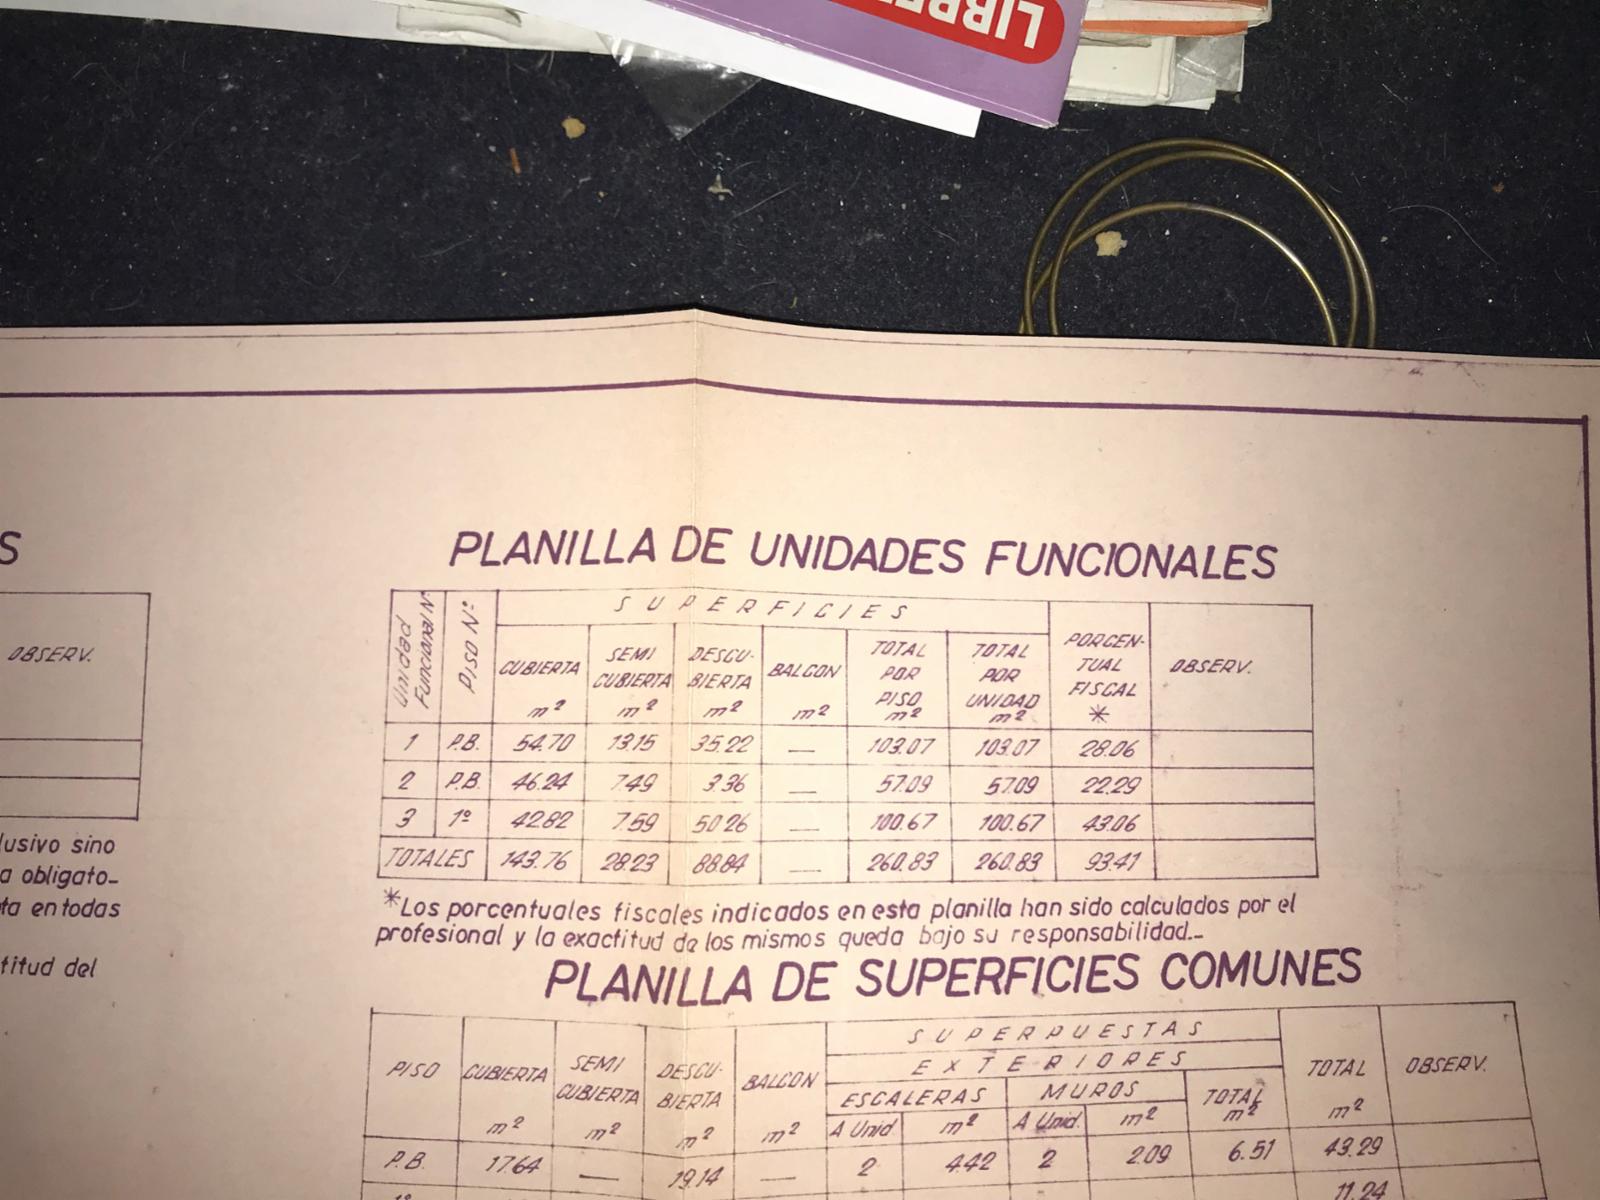 LIBRE
PLANILLA DE UNIDADES FUNCIONALES
S
OBSERV.
Unidad Funcional Nº PISO Nº SUPERFICIES PORCEN- TUAL FISCAL * OBSERV.
CUBIERTA m² SEMI CUBIERTA m² DESCU- BIERTA m² BALCON m² TOTAL POR PISO m² TOTAL POR UNIDAD m²
1 P.B. 54.70 13.15 35.22 — 103.07 103.07 28.06
2 P.B. 46.24 7.49 3.36 — 57.09 57.09 22.29
3 1º 42.82 7.59 50.26 — 100.67 100.67 43.06
TOTALES 143.76 28.23 88.84 — 260.83 260.83 93.41
lusivo sino
a obligato-
ta en todas
titud del
*Los porcentuales fiscales indicados en esta planilla han sido calculados por el
profesional y la exactitud de los mismos queda bajo su responsabilidad.-
PLANILLA DE SUPERFICIES COMUNES
PISO CUBIERTA m² SEMI CUBIERTA m² DESCU- BIERTA m² BALCON m² SUPERPUESTAS TOTAL m² OBSERV.
EXTERIORES
ESCALERAS MUROS TOTAL m²
A Unid. m² A Unid. m²
P.B. 17.64 — 19.14 — 2 4.42 2 2.09 6.51 43.29
1º 11.24